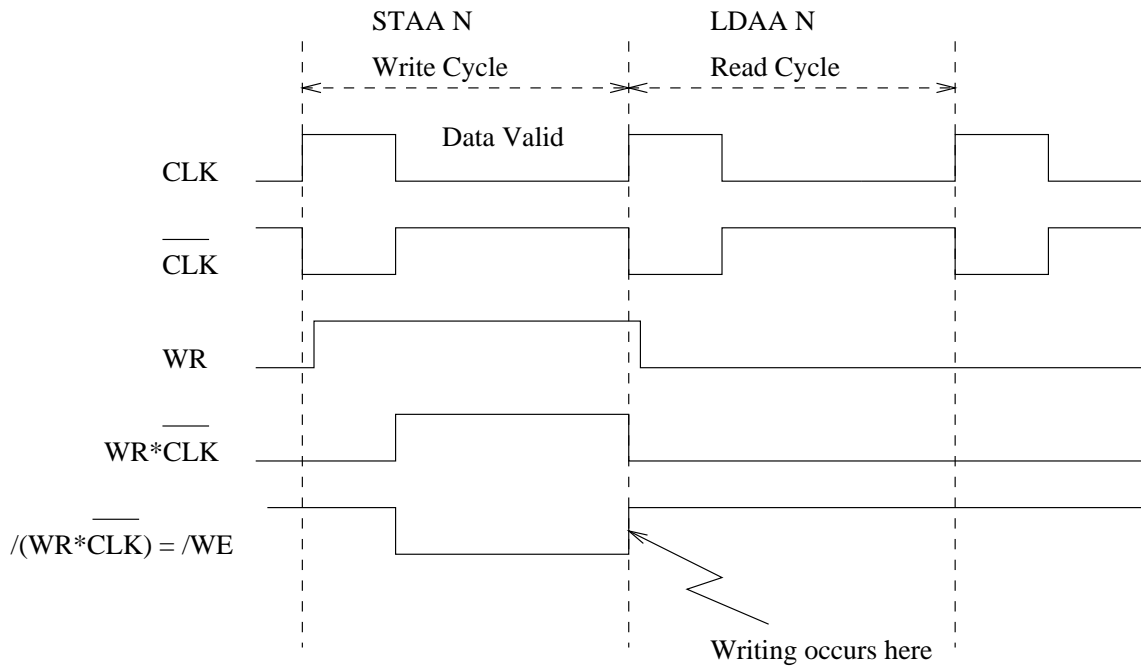 STAA N LDAA N
Write Cycle Read Cycle
Data Valid
CLK
CLK
WR
WR*CLK
/(WR*CLK) = /WE
Writing occurs here